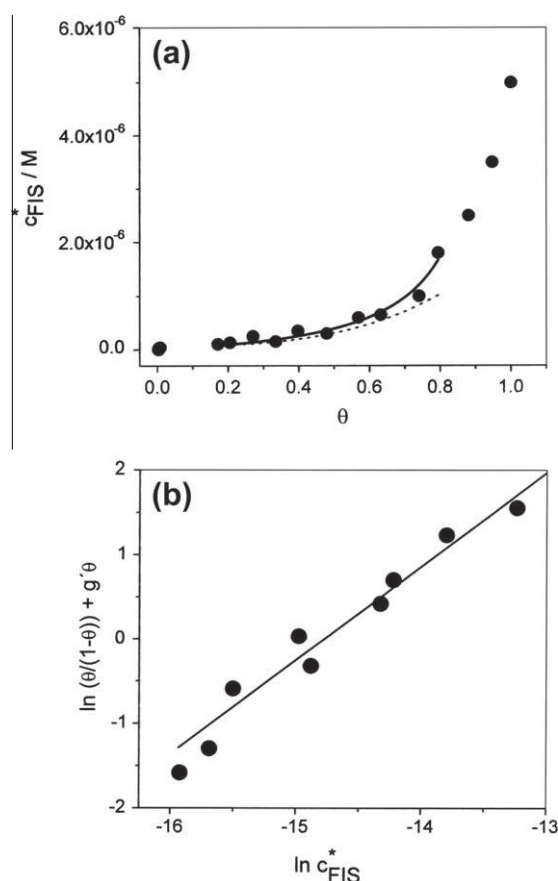 (a)
6.0x10⁻⁶
4.0x10⁻⁶
2.0x10⁻⁶
0.0
c*FIS / M
0.0 0.2 0.4 0.6 0.8 1.0
θ
(b)
2
1
0
-1
-2
ln (θ/(1-θ)) + g´θ
-16 -15 -14 -13
ln c*FIS